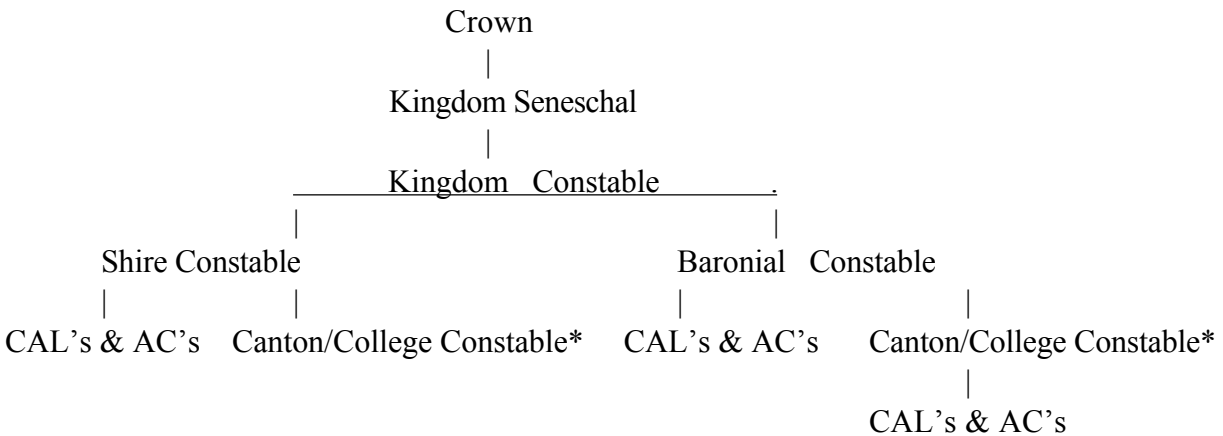 Crown
Kingdom Seneschal
Kingdom Constable .
Shire Constable Baronial Constable
CAL’s & AC’s Canton/College Constable* CAL’s & AC’s Canton/College Constable*
CAL’s & AC’s